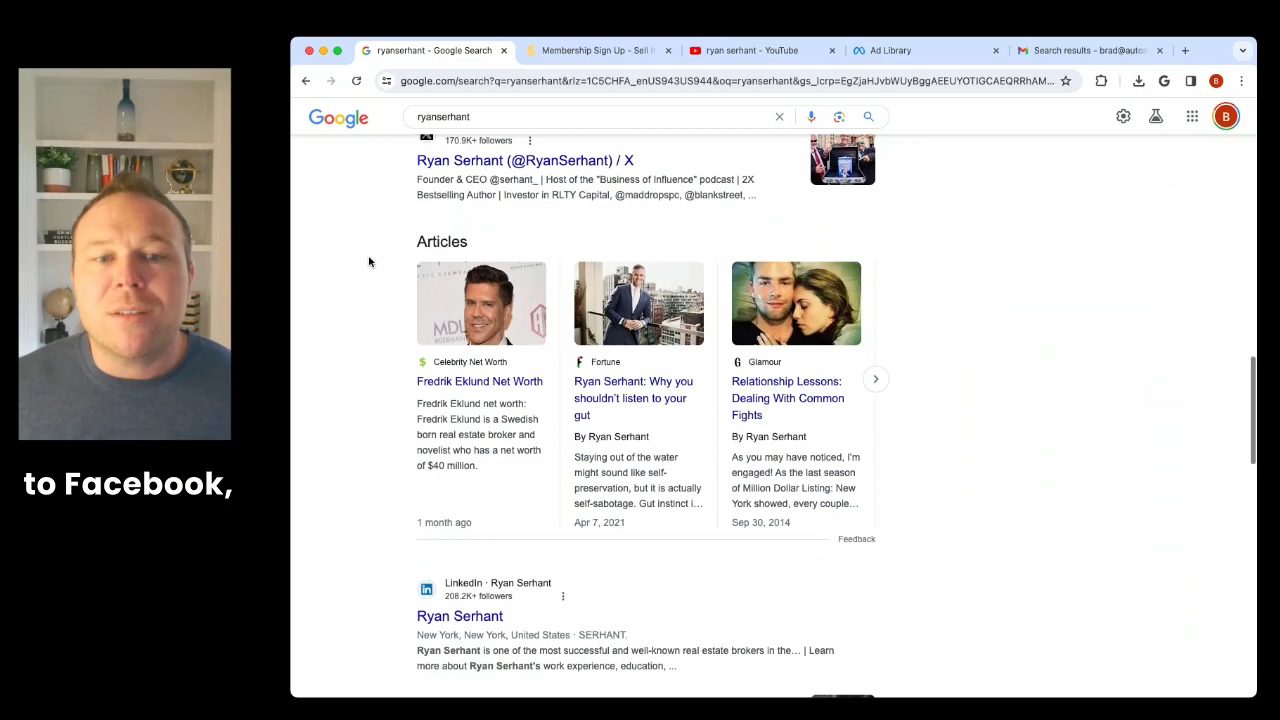 ryanserhant - Google Search
Membership Sign Up - Sell It
ryan serhant - YouTube
Ad Library
Search results - brad@auton
google.com/search?q=ryanserhant&rlz=1C5CHFA_enUS943US944&oq=ryanserhant&gs_lcrp=EgZjaHJvbWUyBggAEEUYOTIGCAEQRRhAM...
B
Google
ryanserhant
B
170.9K+ followers
Ryan Serhant (@RyanSerhant) / X
Founder & CEO @serhant_ | Host of the "Business of Influence" podcast | 2X
Bestselling Author | Investor in RLTY Capital, @maddropspc, @blankstreet, ...
Articles
MDL
Celebrity Net Worth
Fredrik Eklund Net Worth
Fredrik Eklund net worth:
Fredrik Eklund is a Swedish
born real estate broker and
novelist who has a net worth
of $40 million.
1 month ago
Fortune
Ryan Serhant: Why you
shouldn't listen to your
gut
By Ryan Serhant
Staying out of the water
might sound like self-
preservation, but it is actually
self-sabotage. Gut instinct i...
Apr 7, 2021
Glamour
Relationship Lessons:
Dealing With Common
Fights
By Ryan Serhant
As you may have noticed, I'm
engaged! As the last season
of Million Dollar Listing: New
York showed, every couple...
Sep 30, 2014
Feedback
to Facebook,
LinkedIn · Ryan Serhant
208.2K+ followers
Ryan Serhant
New York, New York, United States · SERHANT.
Ryan Serhant is one of the most successful and well-known real estate brokers in the... | Learn
more about Ryan Serhant's work experience, education, ...